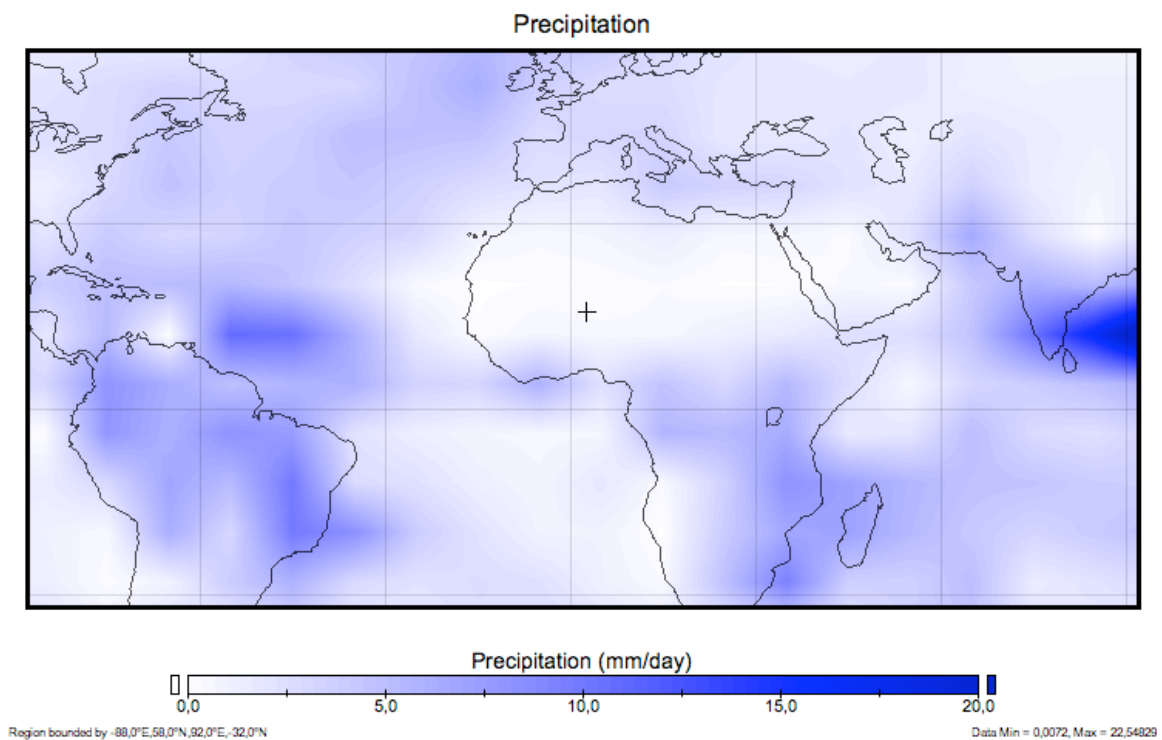 Precipitation
Precipitation (mm/day)
0,0 5,0 10,0 15,0 20,0
Region bounded by -88,0°E,58,0°N,92,0°E,-32,0°N
Data Min = 0,0072, Max = 22,54829